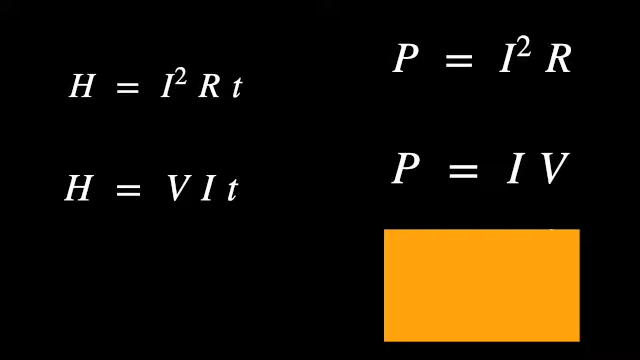 H = I² R t
H = V I t
P = I² R
P = I V